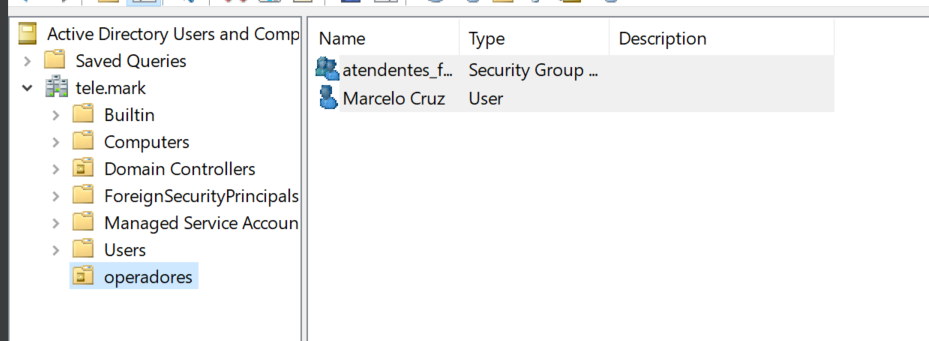 Active Directory Users and Comp
Saved Queries
tele.mark
Builtin
Computers
Domain Controllers
ForeignSecurityPrincipals
Managed Service Accoun
Users
operadores
Name Type Description
atendentes_f... Security Group ...
Marcelo Cruz User